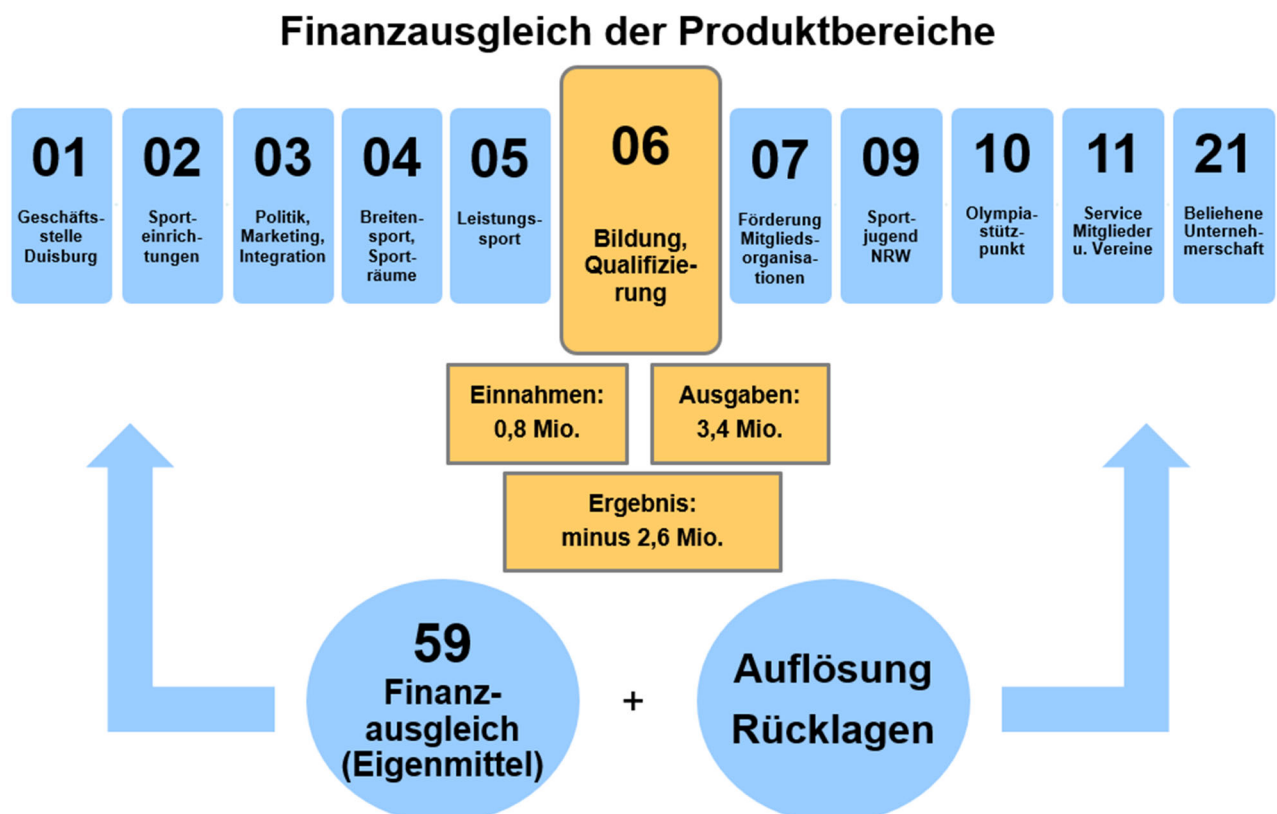 Finanzausgleich der Produktbereiche
01
Geschäfts-
stelle
Duisburg
02
Sport-
einrich-
tungen
03
Politik,
Marketing,
Integration
04
Breiten-
sport,
Sport-
räume
05
Leistungs-
sport
06
Bildung,
Qualifizie-
rung
07
Förderung
Mitglieds-
organisa-
tionen
09
Sport-
jugend
NRW
10
Olympia-
stütz-
punkt
11
Service
Mitglieder
u. Vereine
21
Beliehene
Unterneh-
merschaft
Einnahmen:
0,8 Mio.
Ausgaben:
3,4 Mio.
Ergebnis:
minus 2,6 Mio.
59
Finanz-
ausgleich
(Eigenmittel)
+
Auflösung
Rücklagen